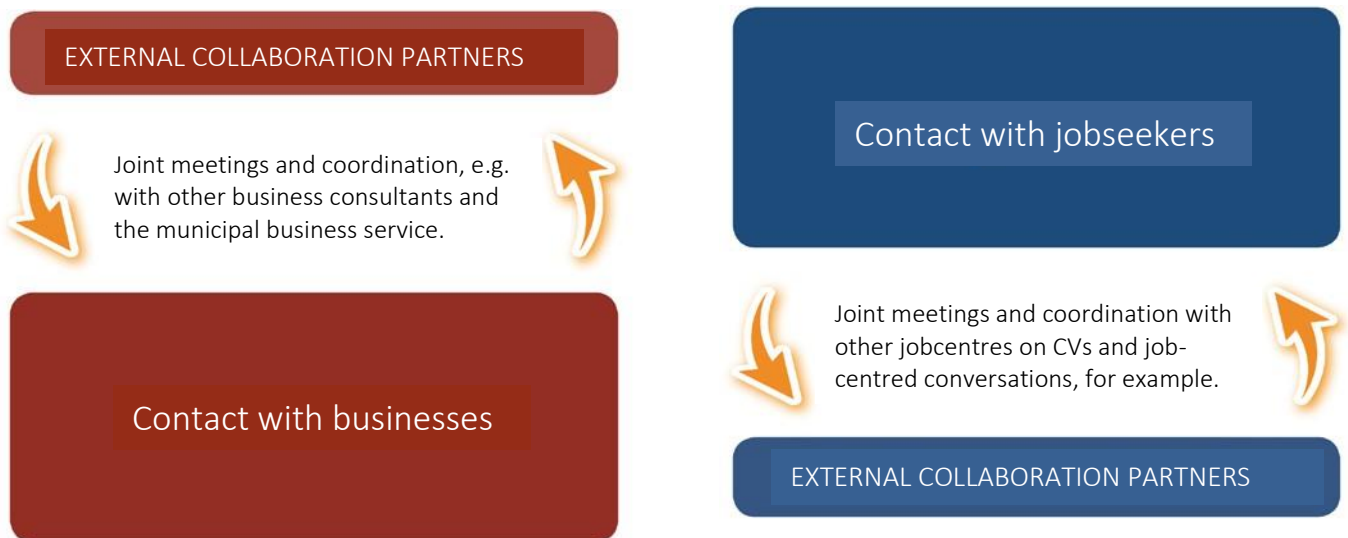 EXTERNAL COLLABORATION PARTNERS
Joint meetings and coordination, e.g.
with other business consultants and
the municipal business service.
Contact with businesses
Contact with jobseekers
Joint meetings and coordination with
other jobcentres on CVs and job-
centred conversations, for example.
EXTERNAL COLLABORATION PARTNERS